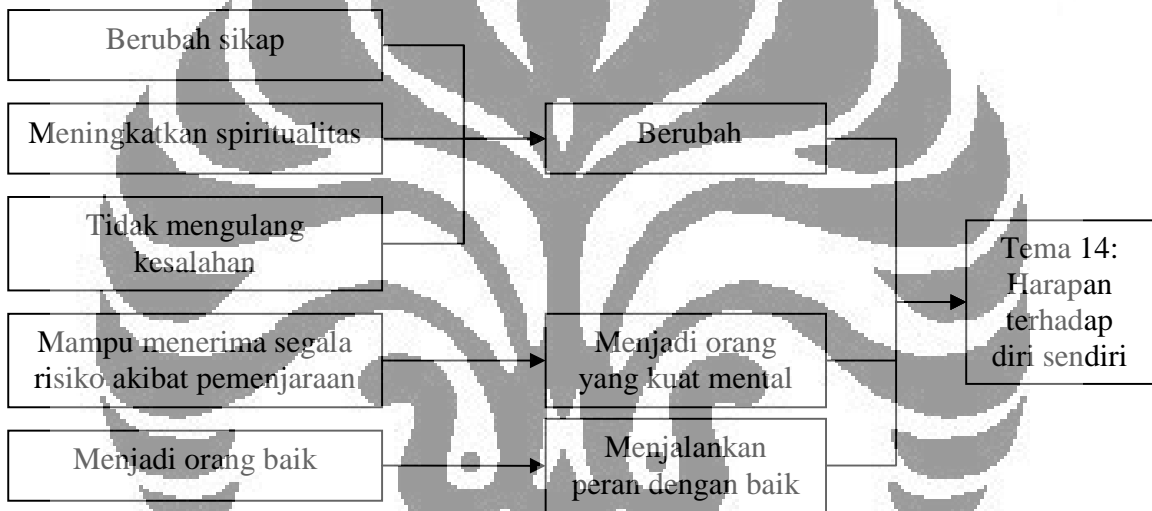 Berubah sikap
Meningkatkan spiritualitas
Tidak mengulang
kesalahan
Mampu menerima segala
risiko akibat pemenjaraan
Menjadi orang baik
Berubah
Menjadi orang
yang kuat mental
Menjalankan
peran dengan baik
Tema 14:
Harapan
terhadap
diri sendiri